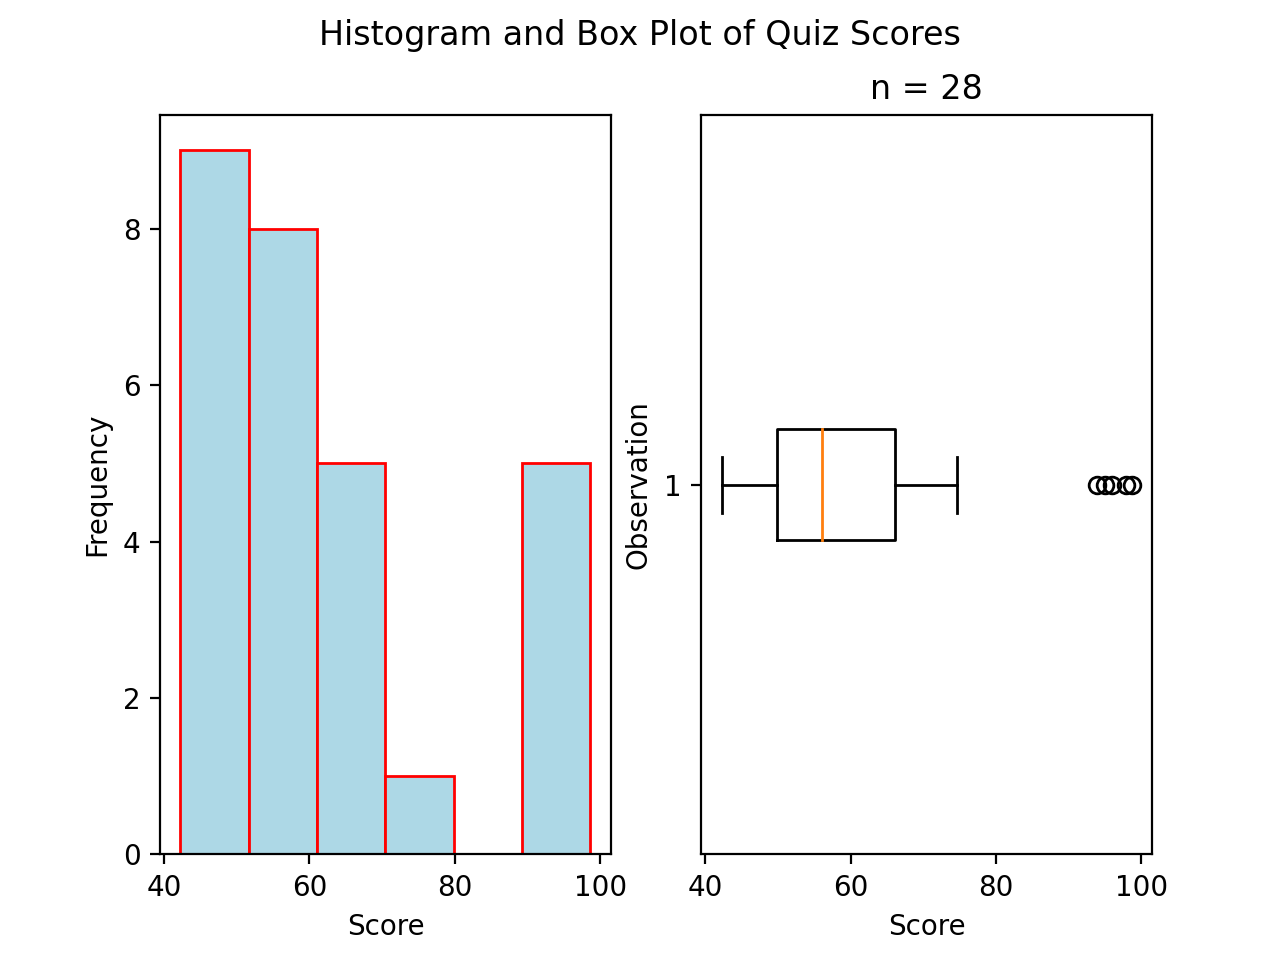 Histogram and Box Plot of Quiz Scores
n = 28
Frequency
8
6
4
2
0
40 60 80 100
Score
Observation
1
40 60 80 100
Score